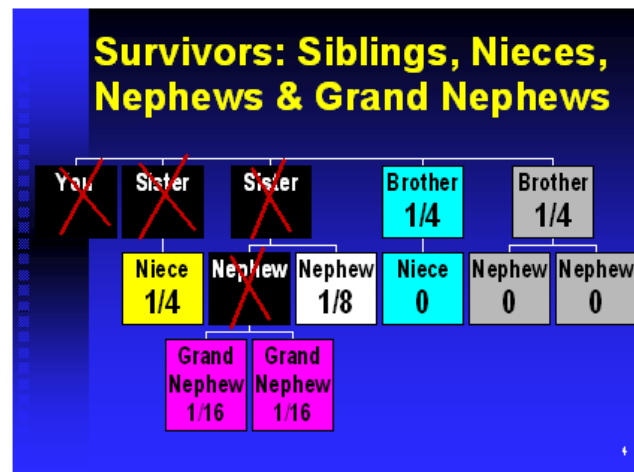 Survivors: Siblings, Nieces,
Nephews & Grand Nephews
You Sister Sister Brother Brother
1/4 1/4
Niece Nephew Nephew Niece Nephew Nephew
1/4 1/8 0 0 0
Grand Grand
Nephew Nephew
1/16 1/16
4